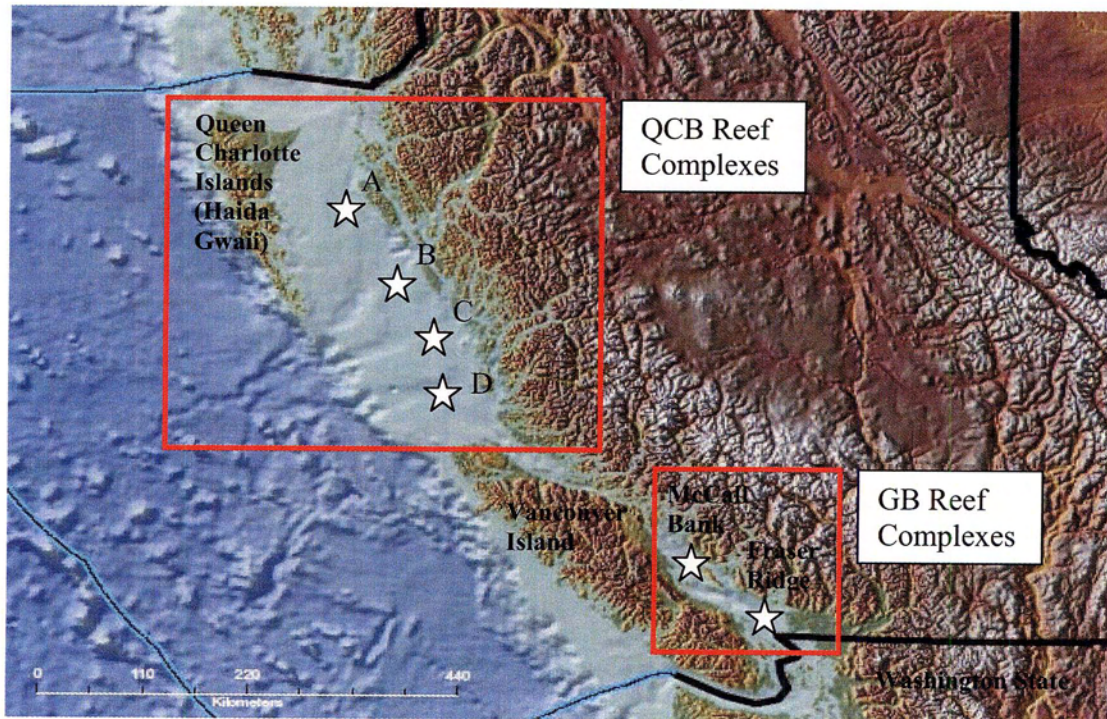 Queen
Charlotte
Islands
(Haida
Gwaii)
A
B
C
D
QCB Reef
Complexes
Vancouver
Island
McCall
Bank
Fraser
Ridge
GB Reef
Complexes
Washington State
0 110 220 440
Kilometers